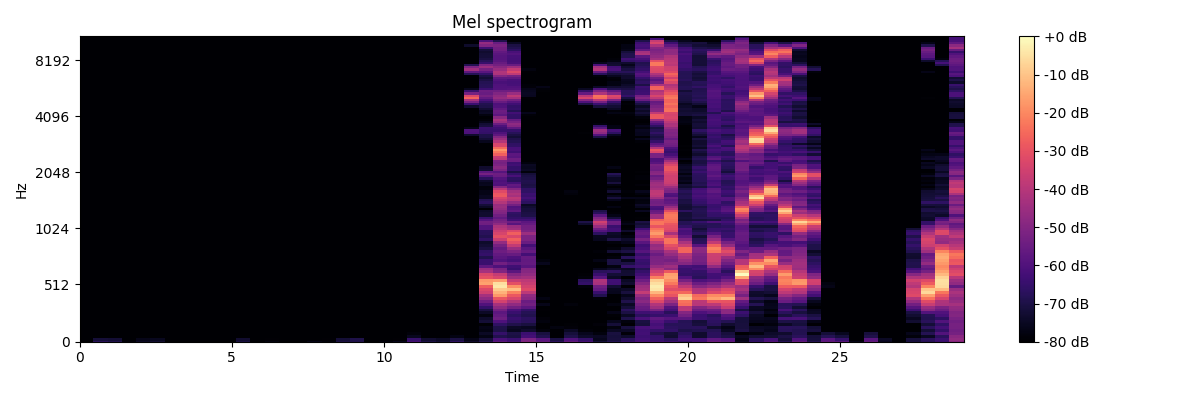 Mel spectrogram
8192
4096
2048
1024
512
0
Hz
0 5 10 15 20 25
Time
+0 dB
-10 dB
-20 dB
-30 dB
-40 dB
-50 dB
-60 dB
-70 dB
-80 dB